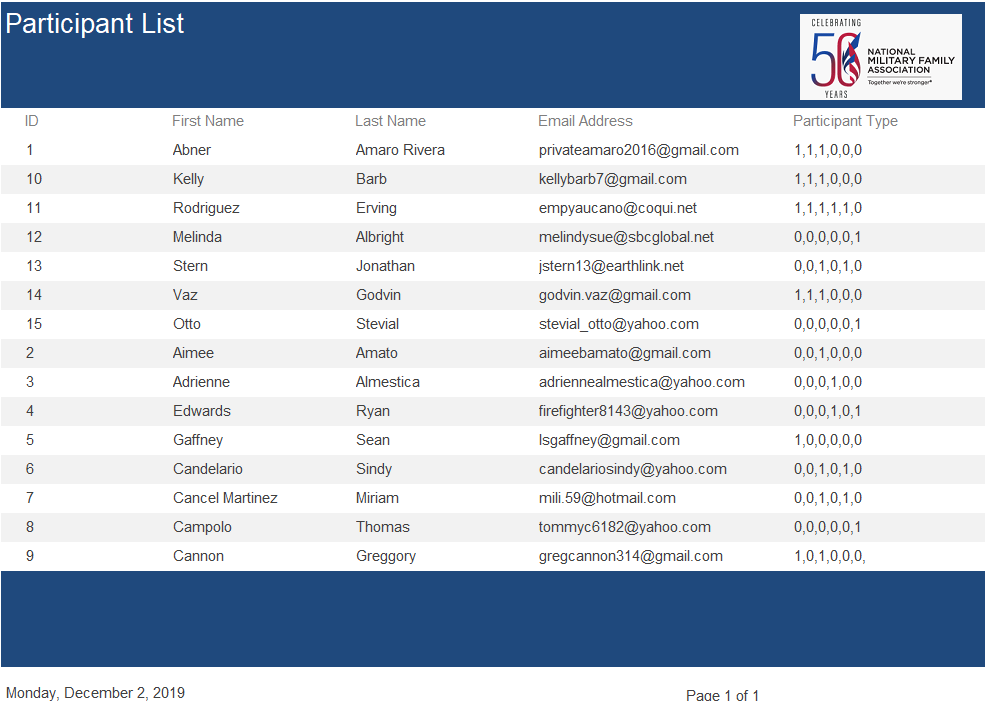 Participant List
CELEBRATING
50
YEARS
NATIONAL
MILITARY FAMILY
ASSOCIATION
Together we're stronger®
ID First Name Last Name Email Address Participant Type
1 Abner Amaro Rivera privateamaro2016@gmail.com 1,1,1,0,0,0
10 Kelly Barb kellybarb7@gmail.com 1,1,1,0,0,0
11 Rodriguez Erving empyaucano@coqui.net 1,1,1,1,1,0
12 Melinda Albright melindysue@sbcglobal.net 0,0,0,0,0,1
13 Stern Jonathan jstern13@earthlink.net 0,0,1,0,1,0
14 Vaz Godvin godvin.vaz@gmail.com 1,1,1,0,0,0
15 Otto Stevial stevial_otto@yahoo.com 0,0,0,0,0,1
2 Aimee Amato aimeebamato@gmail.com 0,0,1,0,0,0
3 Adrienne Almestica adriennealmestica@yahoo.com 0,0,0,1,0,0
4 Edwards Ryan firefighter8143@yahoo.com 0,0,0,1,0,1
5 Gaffney Sean lsgaffney@gmail.com 1,0,0,0,0,0
6 Candelario Sindy candelariosindy@yahoo.com 0,0,1,0,1,0
7 Cancel Martinez Miriam mili.59@hotmail.com 0,0,1,0,1,0
8 Campolo Thomas tommyc6182@yahoo.com 0,0,0,0,0,1
9 Cannon Greggory gregcannon314@gmail.com 1,0,1,0,0,0,
Monday, December 2, 2019 Page 1 of 1